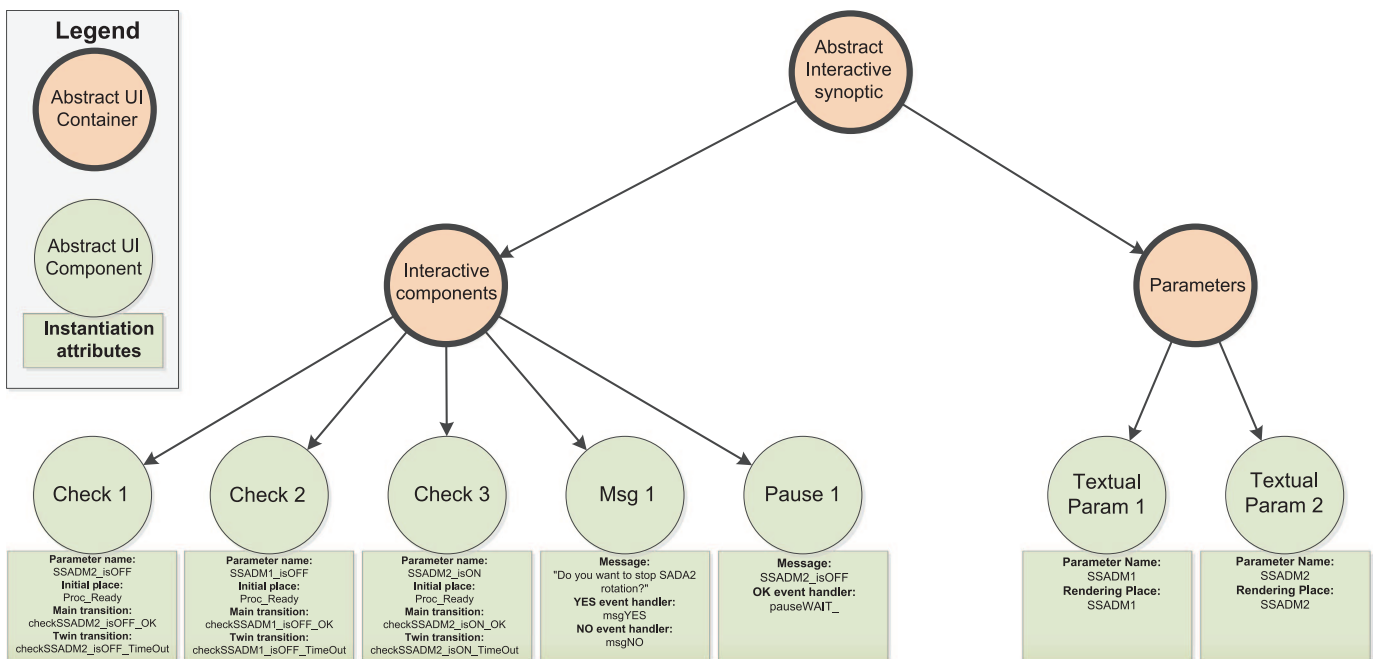 Legend
Abstract UI
Container
Abstract UI
Component
Instantiation
attributes
Abstract
Interactive
synoptic
Interactive
components
Parameters
Check 1
Parameter name:
SSADM2_isOFF
Initial place:
Proc_Ready
Main transition:
checkSSADM2_isOFF_OK
Twin transition:
checkSSADM2_isOFF_TimeOut
Check 2
Parameter name:
SSADM1_isOFF
Initial place:
Proc_Ready
Main transition:
checkSSADM1_isOFF_OK
Twin transition:
checkSSADM1_isOFF_TimeOut
Check 3
Parameter name:
SSADM2_isON
Initial place:
Proc_Ready
Main transition:
checkSSADM2_isON_OK
Twin transition:
checkSSADM2_isON_TimeOut
Msg 1
Message:
"Do you want to stop SADA2
rotation?"
YES event handler:
msgYES
NO event handler:
msgNO
Pause 1
Message:
SSADM2_isOFF
OK event handler:
pauseWAIT_
Textual
Param 1
Parameter Name:
SSADM1
Rendering Place:
SSADM1
Textual
Param 2
Parameter Name:
SSADM2
Rendering Place:
SSADM2